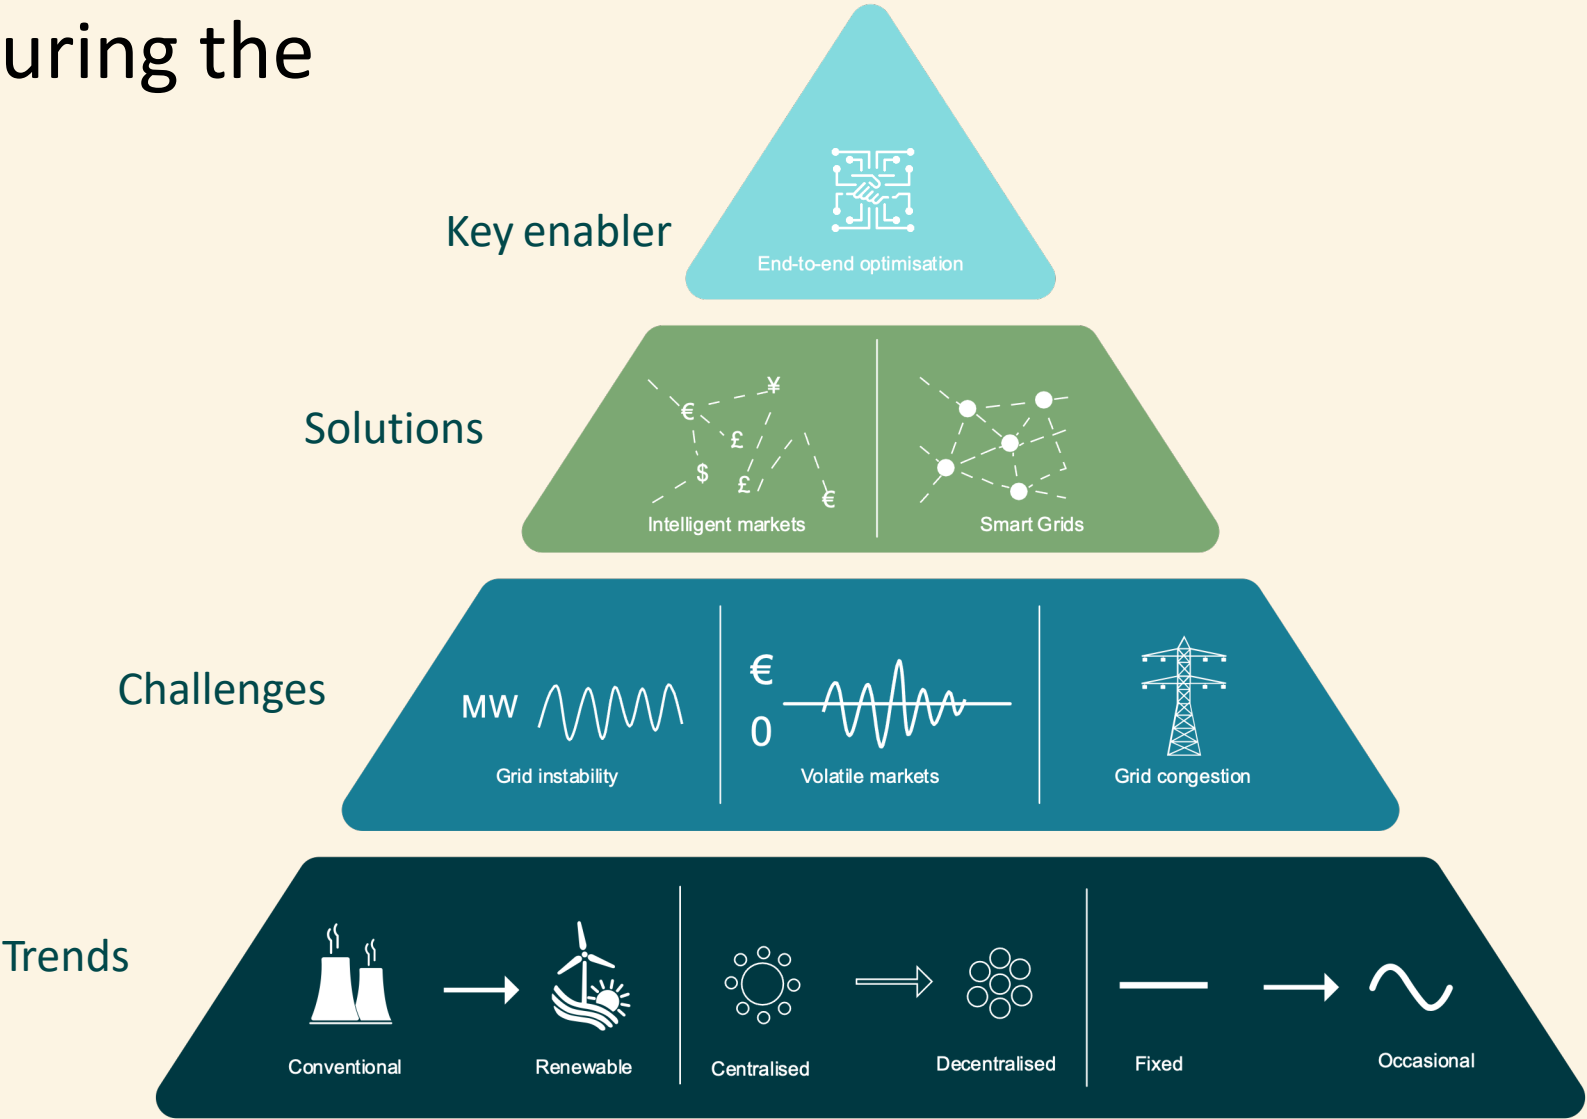 uring the
Key enabler
End-to-end optimisation
Solutions
¥
€
£
$
£
€
Intelligent markets
Smart Grids
Challenges
MW
€
0
Grid instability
Volatile markets
Grid congestion
Trends
Conventional
Renewable
Centralised
Decentralised
Fixed
Occasional